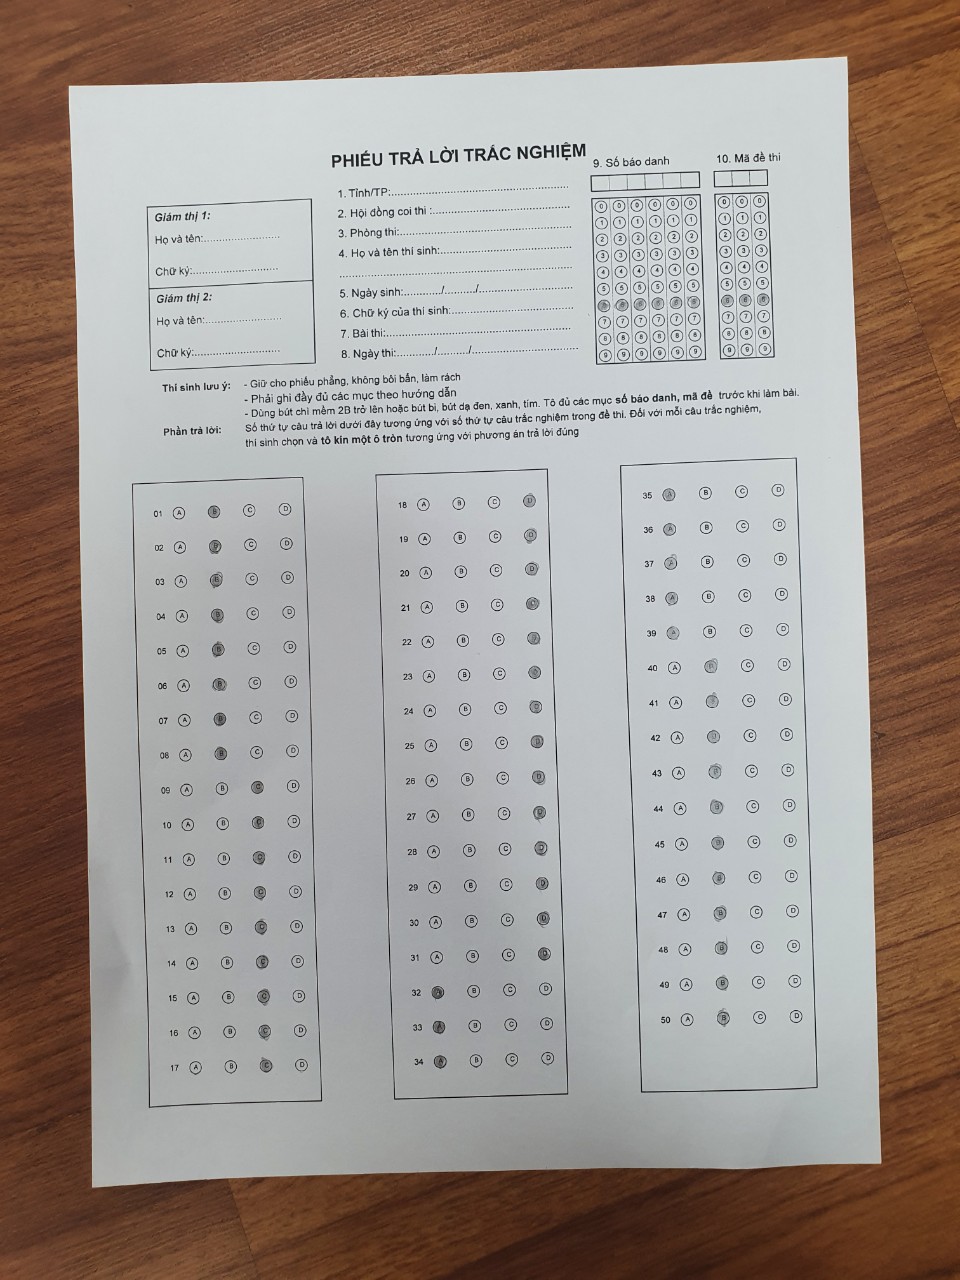 PHIẾU TRẢ LỜI TRẮC NGHIỆM
Giám thị 1:
Họ và tên:..........................
Chữ ký:.............................
Giám thị 2:
Họ và tên:..........................
Chữ ký:.............................
1. Tỉnh/TP:............................................................
2. Hội đồng coi thi :...............................................
3. Phòng thi:..........................................................
4. Họ và tên thí sinh:.............................................
...............................................................................
5. Ngày sinh:............/.........../................................
6. Chữ ký của thí sinh:..........................................
7. Bài thi:...............................................................
8. Ngày thi:............/.........../...................................
9. Số báo danh
0 0 0 0 0 0
1 1 1 1 1 1
2 2 2 2 2 2
3 3 3 3 3 3
4 4 4 4 4 4
5 5 5 5 5 5
6 6 6 6 6 6
7 7 7 7 7 7
8 8 8 8 8 8
9 9 9 9 9 9
10. Mã đề thi
0 0 0
1 1 1
2 2 2
3 3 3
4 4 4
5 5 5
6 6 6
7 7 7
8 8 8
9 9 9
Thí sinh lưu ý: - Giữ cho phiếu phẳng, không bôi bẩn, làm rách
- Phải ghi đầy đủ các mục theo hướng dẫn
- Dùng bút chì mềm 2B trở lên hoặc bút bi, bút dạ đen, xanh, tím. Tô đủ các mục số báo danh, mã đề trước khi làm bài.
Phần trả lời: Số thứ tự câu trả lời dưới đây tương ứng với số thứ tự câu trắc nghiệm trong đề thi. Đối với mỗi câu trắc nghiệm,
thí sinh chọn và tô kín một ô tròn tương ứng với phương án trả lời đúng
01 A B C D
02 A B C D
03 A B C D
04 A B C D
05 A B C D
06 A B C D
07 A B C D
08 A B C D
09 A B C D
10 A B C D
11 A B C D
12 A B C D
13 A B C D
14 A B C D
15 A B C D
16 A B C D
17 A B C D
18 A B C D
19 A B C D
20 A B C D
21 A B C D
22 A B C D
23 A B C D
24 A B C D
25 A B C D
26 A B C D
27 A B C D
28 A B C D
29 A B C D
30 A B C D
31 A B C D
32 A B C D
33 A B C D
34 A B C D
35 A B C D
36 A B C D
37 A B C D
38 A B C D
39 A B C D
40 A B C D
41 A B C D
42 A B C D
43 A B C D
44 A B C D
45 A B C D
46 A B C D
47 A B C D
48 A B C D
49 A B C D
50 A B C D